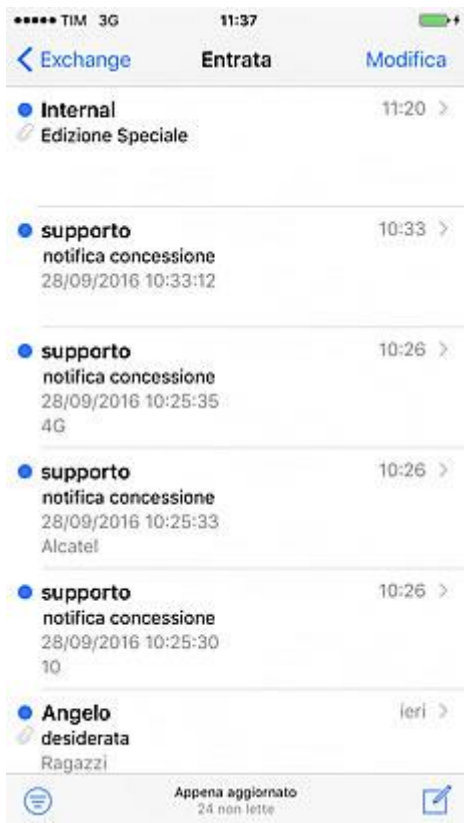 TIM 3G 11:37
Exchange Entrata Modifica
Internal 11:20
Edizione Speciale
supporto 10:33
notifica concessione
28/09/2016 10:33:12
supporto 10:26
notifica concessione
28/09/2016 10:25:35
4G
supporto 10:26
notifica concessione
28/09/2016 10:25:33
Alcatel
supporto 10:26
notifica concessione
28/09/2016 10:25:30
10
Angelo ieri
desiderata
Ragazzi
Appena aggiornato
24 non lette